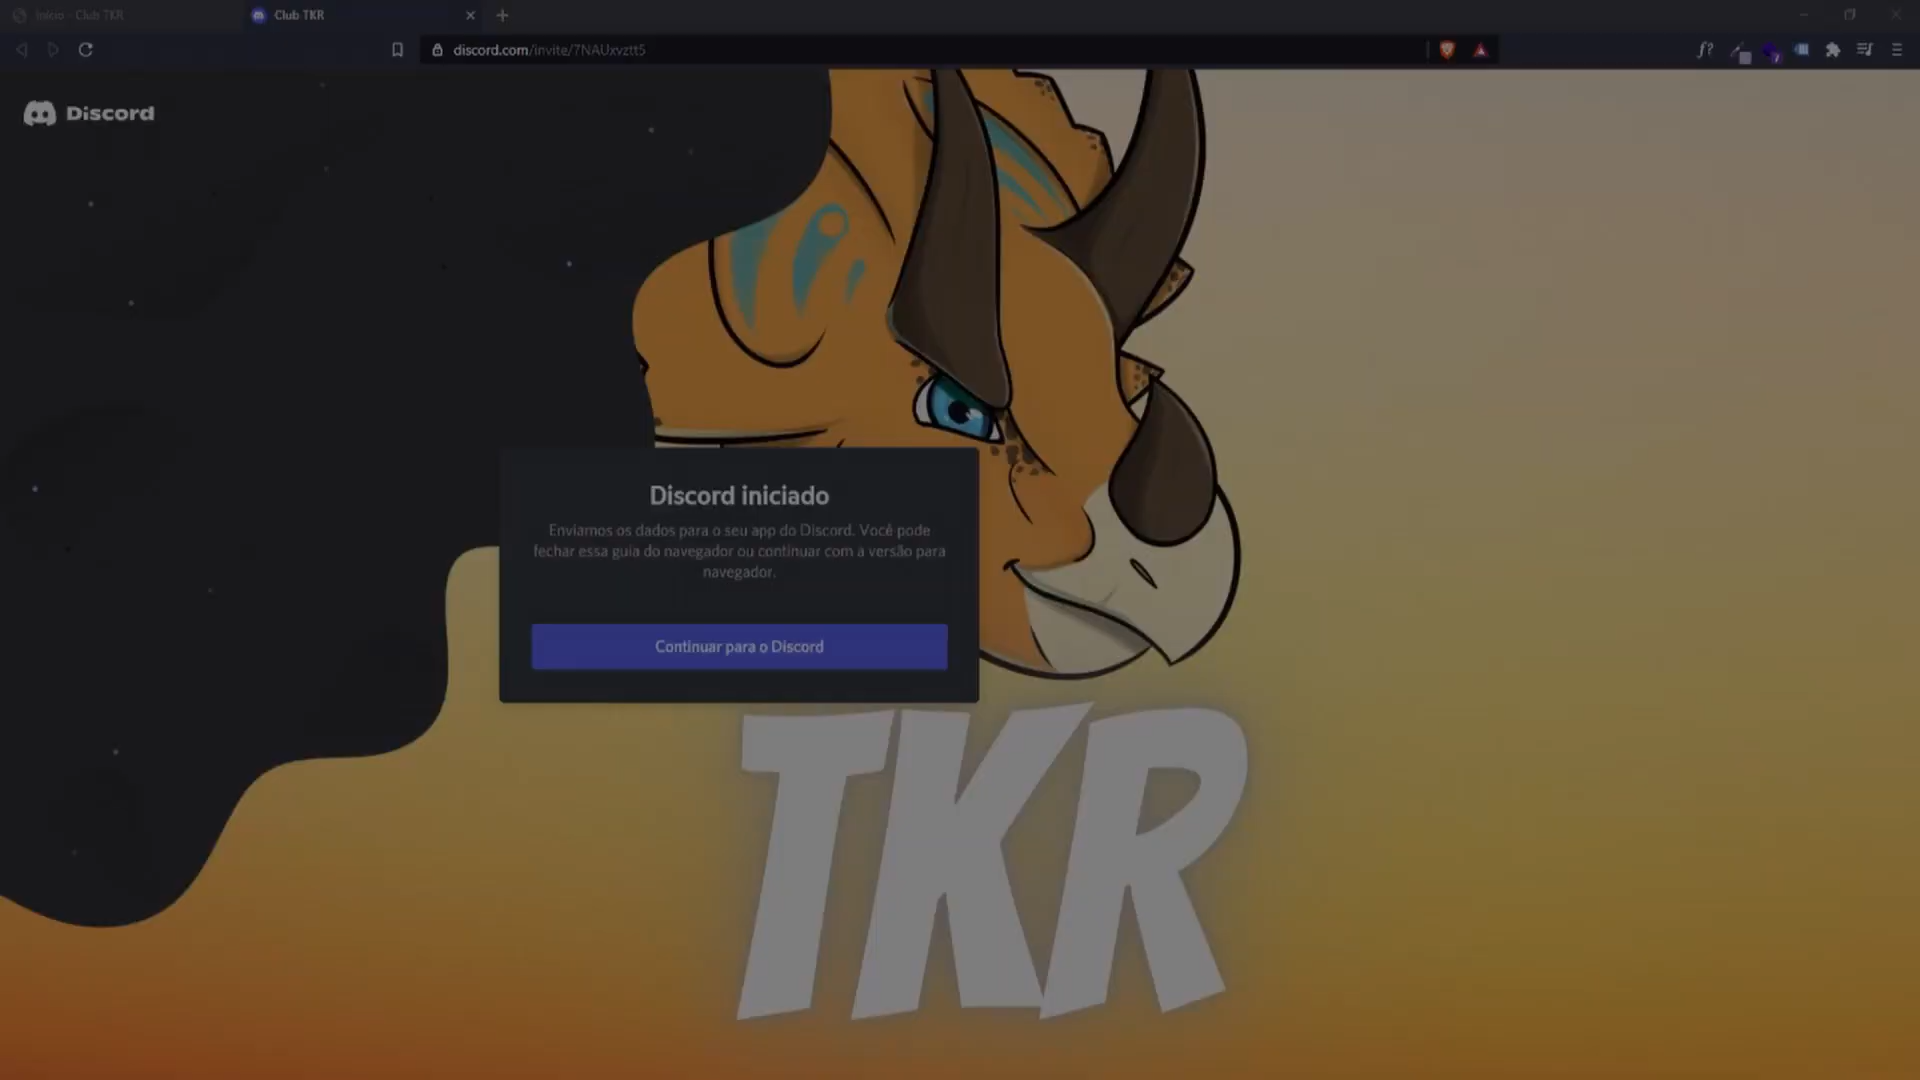 Início - Club TKR
Club TKR
discord.com/invite/7NAUxvztt5
Discord
Discord iniciado
Enviamos os dados para o seu app do Discord. Você pode
fechar essa guia do navegador ou continuar com a versão para
navegador.
Continuar para o Discord
TKR